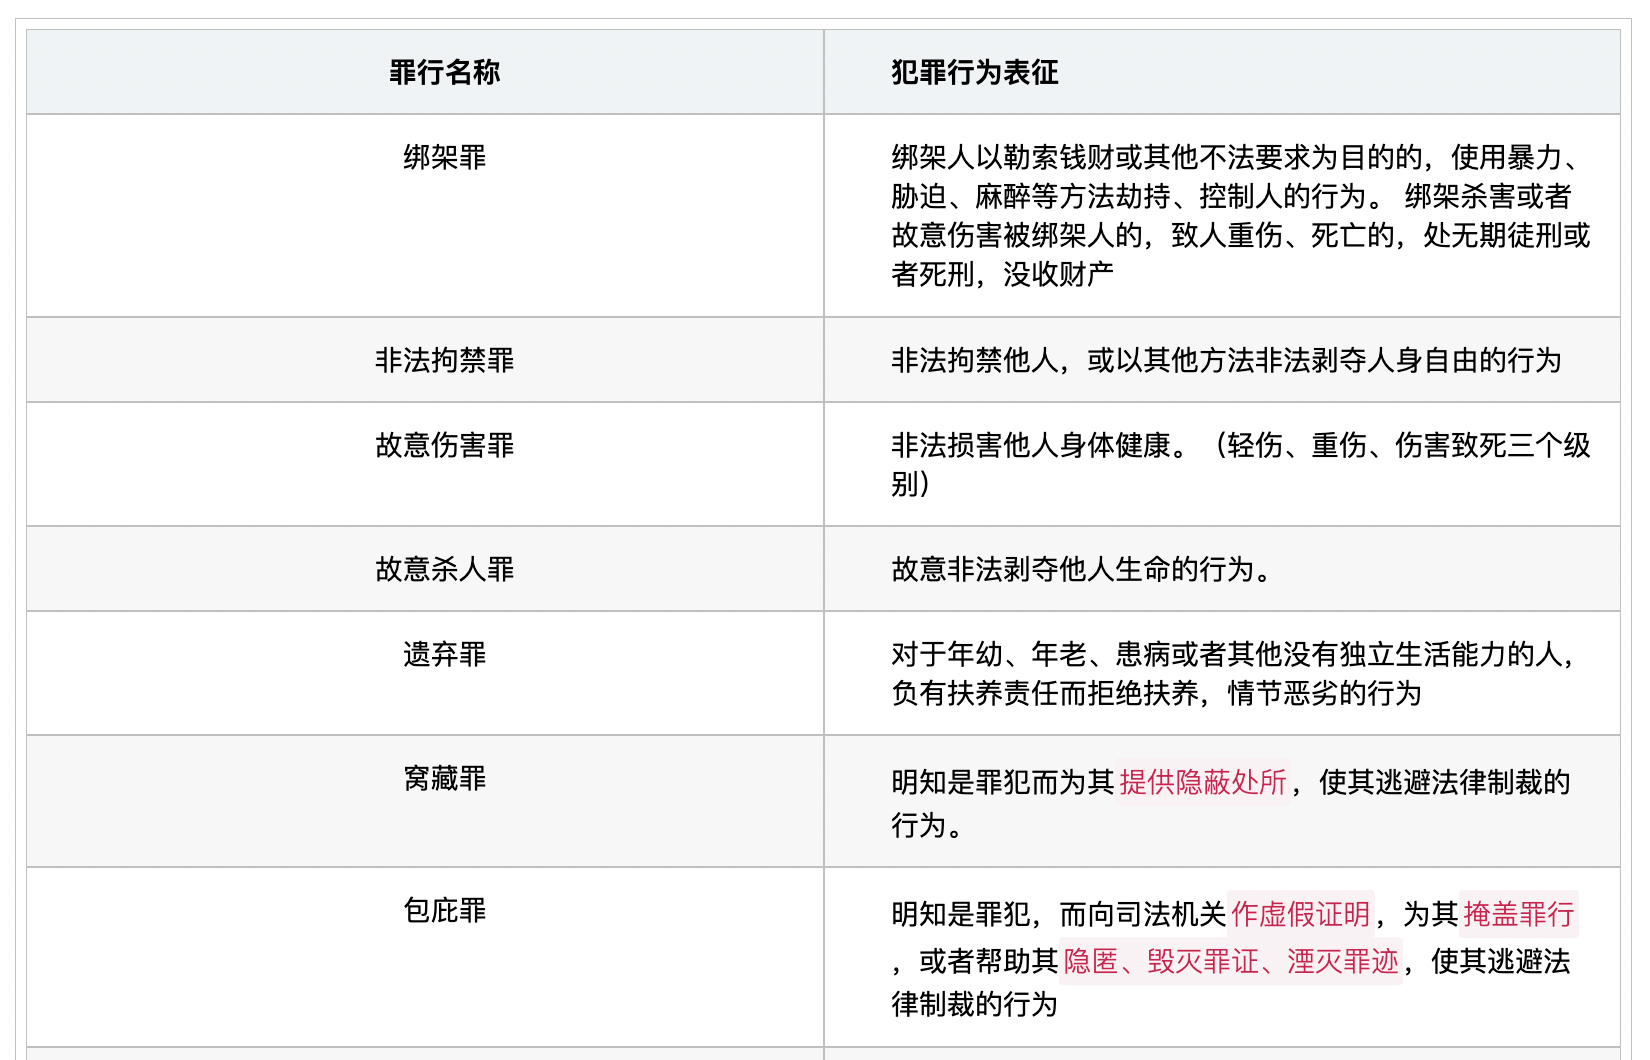 罪行名称
犯罪行为表征
绑架罪
绑架人以勒索钱财或其他不法要求为目的的，使用暴力、
胁迫、麻醉等方法劫持、控制人的行为。 绑架杀害或者
故意伤害被绑架人的，致人重伤、死亡的，处无期徒刑或
者死刑，没收财产
非法拘禁罪
非法拘禁他人，或以其他方法非法剥夺人身自由的行为
故意伤害罪
非法损害他人身体健康。（轻伤、重伤、伤害致死三个级
别）
故意杀人罪
故意非法剥夺他人生命的行为。
遗弃罪
对于年幼、年老、患病或者其他没有独立生活能力的人，
负有扶养责任而拒绝扶养，情节恶劣的行为
窝藏罪
明知是罪犯而为其提供隐蔽处所，使其逃避法律制裁的
行为。
包庇罪
明知是罪犯，而向司法机关作虚假证明，为其掩盖罪行
，或者帮助其隐匿、毁灭罪证、湮灭罪迹，使其逃避法
律制裁的行为